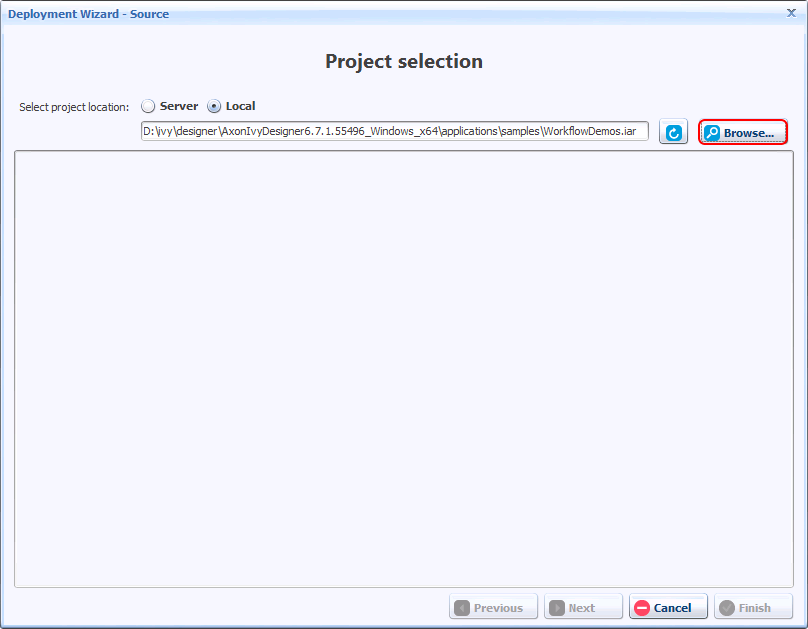 Deployment Wizard - Source
Project selection
Select project location: Server Local
D:\ivy\designer\AxonIvyDesigner6.7.1.55496_Windows_x64\applications\samples\WorkflowDemos.iar Browse...
Previous Next Cancel Finish